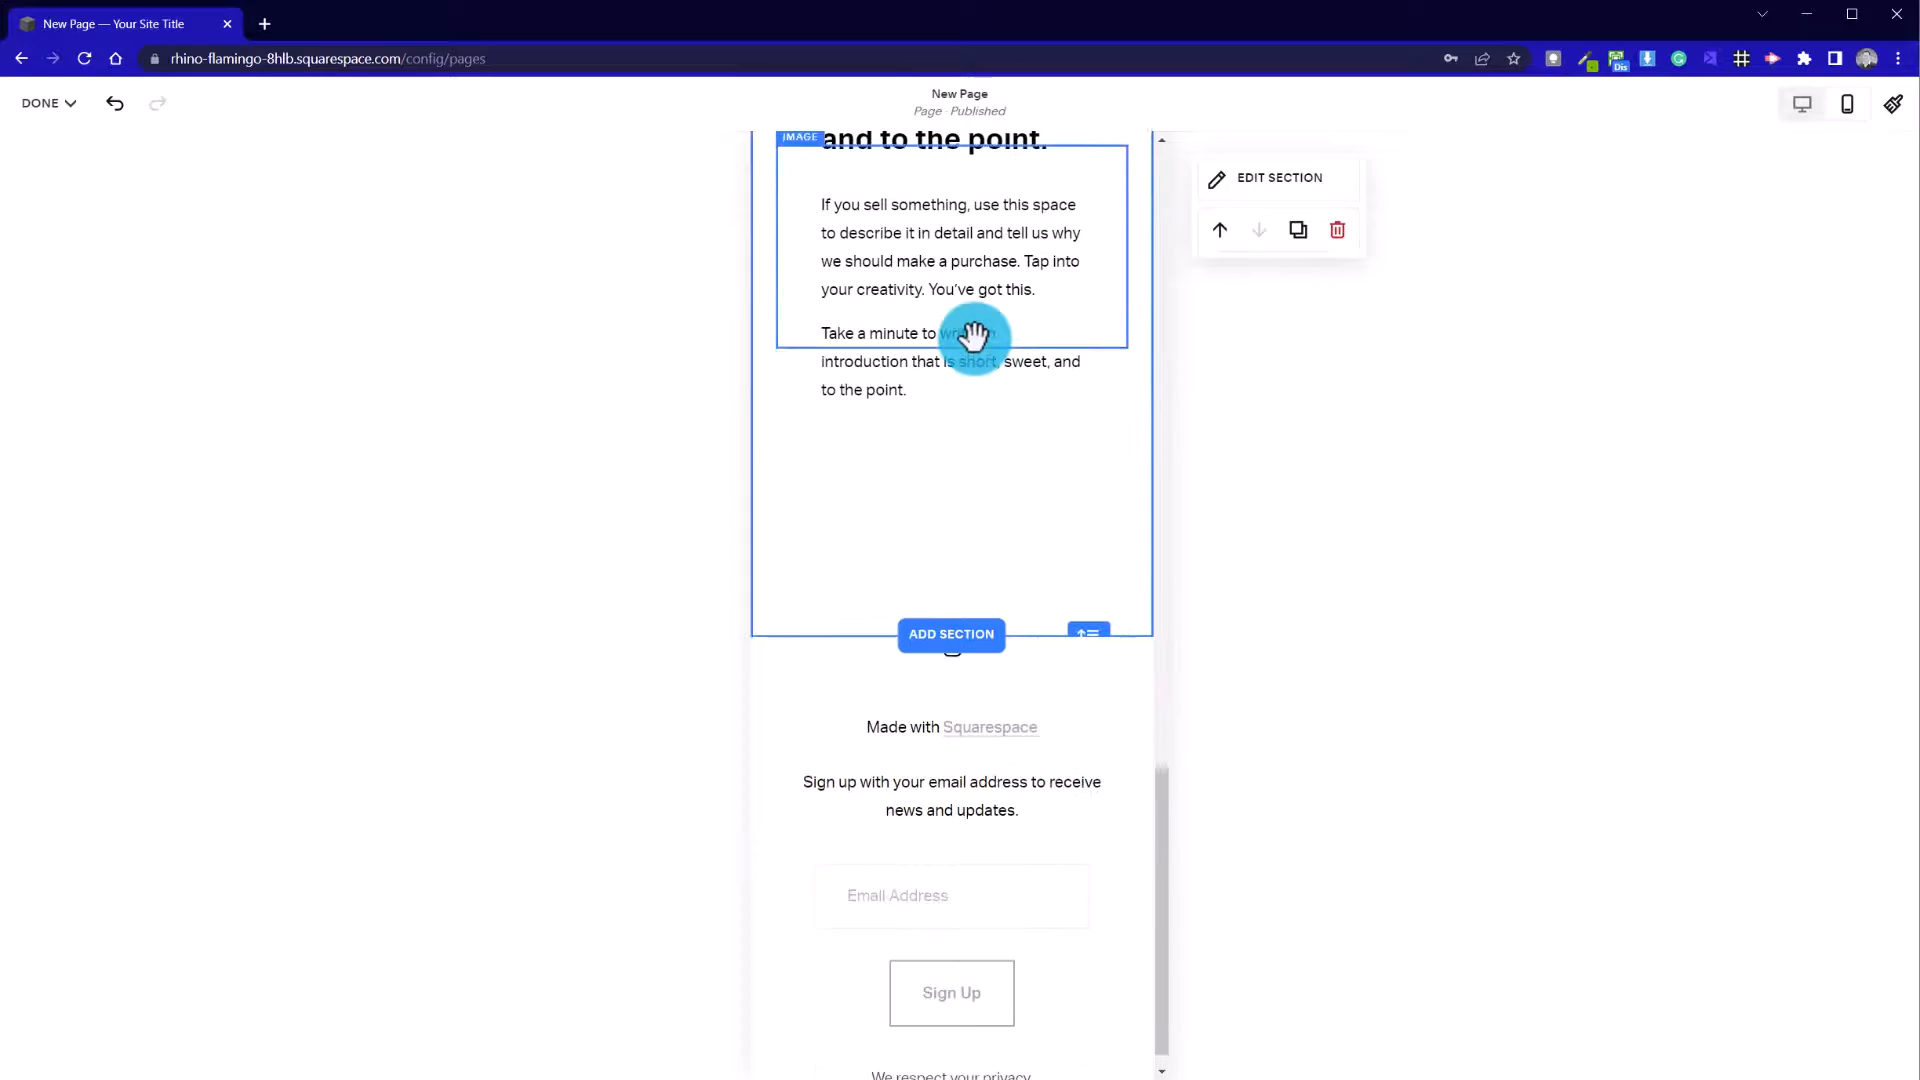 New Page — Your Site Title
rhino-flamingo-8hlb.squarespace.com/config/pages
Dis
DONE
New Page
Page · Published
IMAGE
and to the point.
EDIT SECTION
If you sell something, use this space
to describe it in detail and tell us why
we should make a purchase. Tap into
your creativity. You've got this.
Take a minute to
introduction that is short, sweet, and
to the point.
ADD SECTION
Made with Squarespace
Sign up with your email address to receive
news and updates.
Email Address
Sign Up
We respect your privacy.